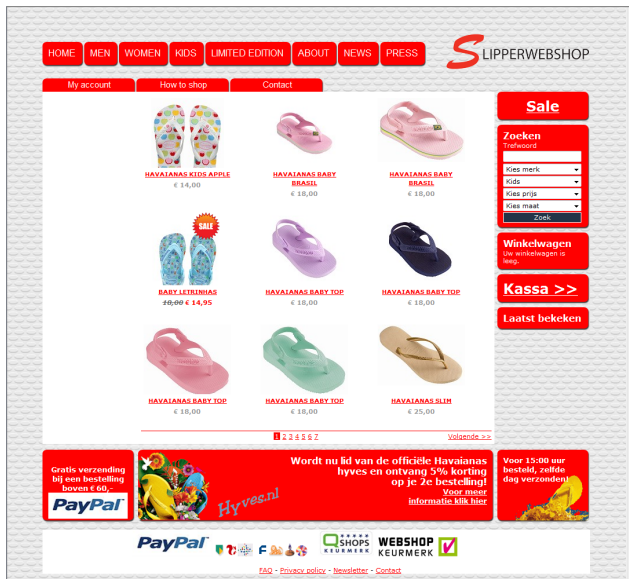 HOME MEN WOMEN KIDS LIMITED EDITION ABOUT NEWS PRESS
SLIPPERWEBSHOP
My account How to shop Contact
HAVAIANAS KIDS APPLE
€ 14,00
HAVAIANAS BABY
BRASIL
€ 18,00
HAVAIANAS BABY
BRASIL
€ 18,00
SALE
BABY LETRINHAS
18,00 € 14,95
HAVAIANAS BABY TOP
€ 18,00
HAVAIANAS BABY TOP
€ 18,00
HAVAIANAS BABY TOP
€ 18,00
HAVAIANAS BABY TOP
€ 18,00
HAVAIANAS SLIM
€ 25,00
1 2 3 4 5 6 7
Volgende >>
Sale
Zoeken
Trefwoord
Kies merk
Kids
Kies prijs
Kies maat
Zoek
Winkelwagen
Uw winkelwagen is
leeg.
Kassa >>
Laatst bekeken
Gratis verzending
bij een bestelling
boven € 60,-
PayPal
Wordt nu lid van de officiële Havaianas
hyves en ontvang 5% korting
op je 2e bestelling!
Voor meer
informatie klik hier
Hyves.nl
Voor 15:00 uur
besteld, zelfde
dag verzonden!
PayPal
QSHOPS
KEURMERK
WEBSHOP
KEURMERK
FAQ - Privacy policy - Newsletter - Contact